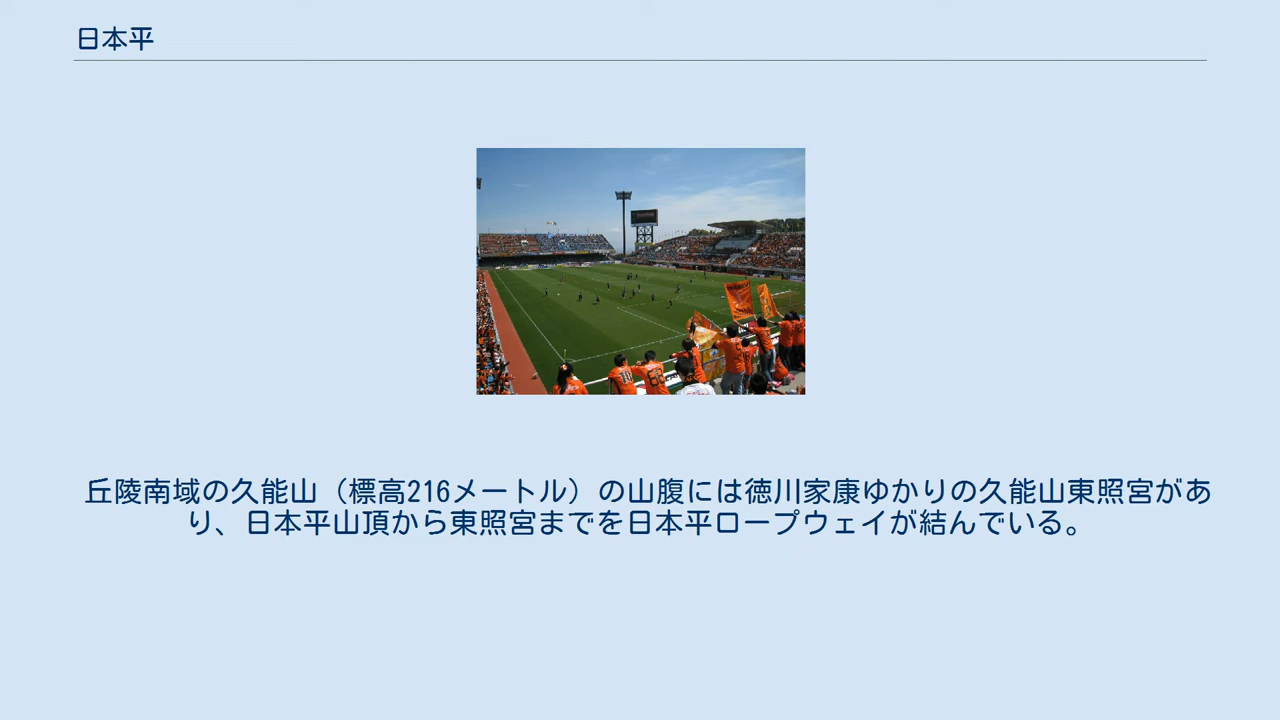 日本平
丘陵南域の久能山（標高216メートル）の山腹には徳川家康ゆかりの久能山東照宮があ
り、日本平山頂から東照宮までを日本平ロープウェイが結んでいる。